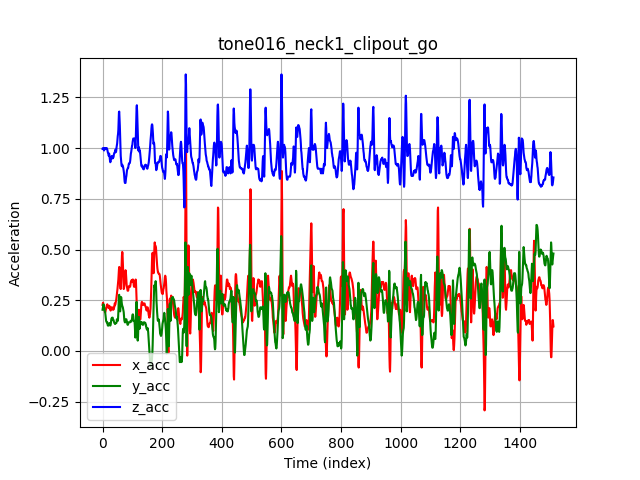 tone016_neck1_clipout_go
Acceleration
1.25
1.00
0.75
0.50
0.25
0.00
−0.25
x_acc
y_acc
z_acc
0 200 400 600 800 1000 1200 1400
Time (index)